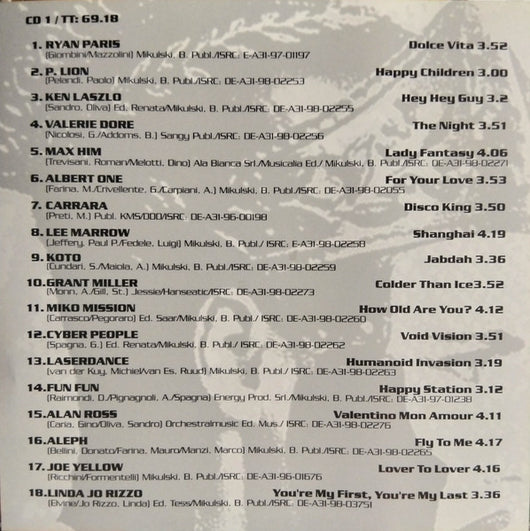 CD 1 / TT: 69.18
1. RYAN PARIS Dolce Vita 3.52
(Giombini/Mazzolini) Mikulski, B. Publ./ISRC: E-A31-97-01197
2. P. LION Happy Children 3.00
(Pelandi, Paolo) Mikulski, B. Publ./ISRC: DE-A31-98-02253
3. KEN LASZLO Hey Hey Guy 3.2
(Sandro, Oliva) Ed. Renata/Mikulski, B. Publ./ISRC: DE-A31-98-02255
4. VALERIE DORE The Night 3.51
(Nicolosi, G./Addoms, B.) Sangy Publ./ISRC: DE-A31-98-02256
5. MAX HIM Lady Fantasy 4.06
(Trevisani, Roman/Melotti, Dino) Ala Bianca Srl./Musicalia Ed./ Mikulski, B. Publ./ISRC: DE-A31-98-02271
6. ALBERT ONE For Your Love 3.53
(Farina, M./Crivellente, G./Carpiani, A.) Mikulski, B. Publ./ISRC: DE-A31-98-02055
7. CARRARA Disco King 3.50
(Preti, M.) Publ. KMS/DDD/ISRC: DE-A31-96-00198
8. LEE MARROW Shanghai 4.19
(Jeffery, Paul P./Fedele, Luigi) Mikulski, B. Publ./ ISRC: E-A31-98-02258
9. KOTO Jabdah 3.36
(Cundari, S./Maiola, A.) Mikulski, B. Publ./ISRC: DE-A31-98-02259
10. GRANT MILLER Colder Than Ice3.52
(Monn, A./Gill, St.) Jessie/Hanseatic/ISRC: DE-A31-98-02273
11. MIKO MISSION How Old Are You? 4.12
(Carrasco/Pegoraro) Ed. Saar/Mikulski, B. Publ./ ISRC: DE-A31-98-02260
12. CYBER PEOPLE Void Vision 3.51
(Spagna, G.) Ed. Renata/Mikulski, B. Publ./ ISRC: DE-A31-98-02262
13. LASERDANCE Humanoid Invasion 3.19
(van der Kuy, Michiel/van Es, Ruud) Mikulski, B. Publ./ ISRC: DE-A31-98-02263
14. FUN FUN Happy Station 3.12
(Raimondi, D./Pignagnoli, A./Spagna) Energy Prod. Srl./Mikulski, B. Publ./ISRC: DE-A31-97-01238
15. ALAN ROSS Valentino Mon Amour 4.11
(Caria, Gino/Oliva, Sandro) Orchestralmusic Ed. Mus./ ISRC: DE-A31-98-02276
16. ALEPH Fly To Me 4.17
(Bellini, Donato/Farina, Mauro/Manzi, Marco) Mikulski, B. Publ./ISRC: DE-A31-98-02265
17. JOE YELLOW Lover To Lover 4.16
(Ricchini/Formentelli) Mikulski, B. Publ./ISRC: DE-A31-96-01676
18. LINDA JO RIZZO You're My First, You're My Last 3.36
(Elvine/Jo Rizzo, Linda) Ed. Tess/Mikulski, B. Publ./ISRC: DE-A31-98-03751